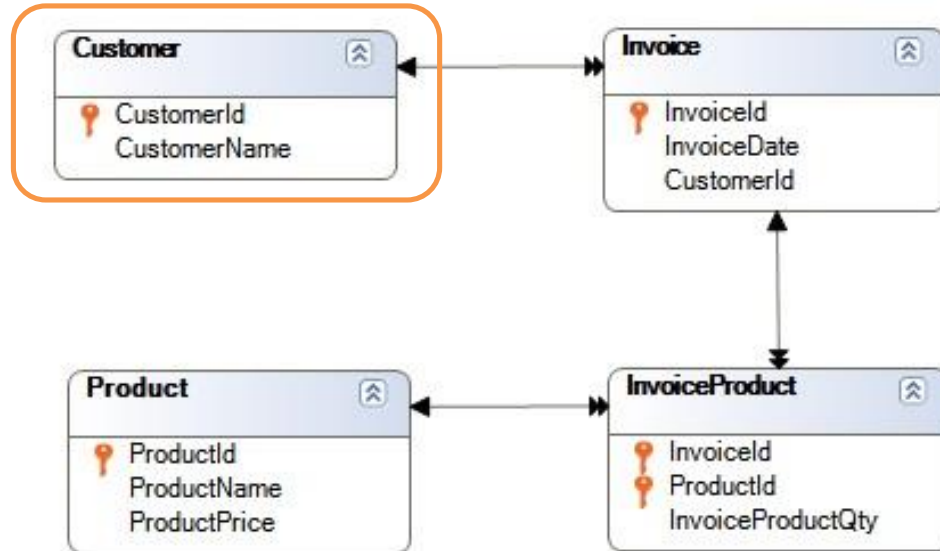 Customer
CustomerId
CustomerName
Invoice
InvoiceId
InvoiceDate
CustomerId
Product
ProductId
ProductName
ProductPrice
InvoiceProduct
InvoiceId
ProductId
InvoiceProductQty